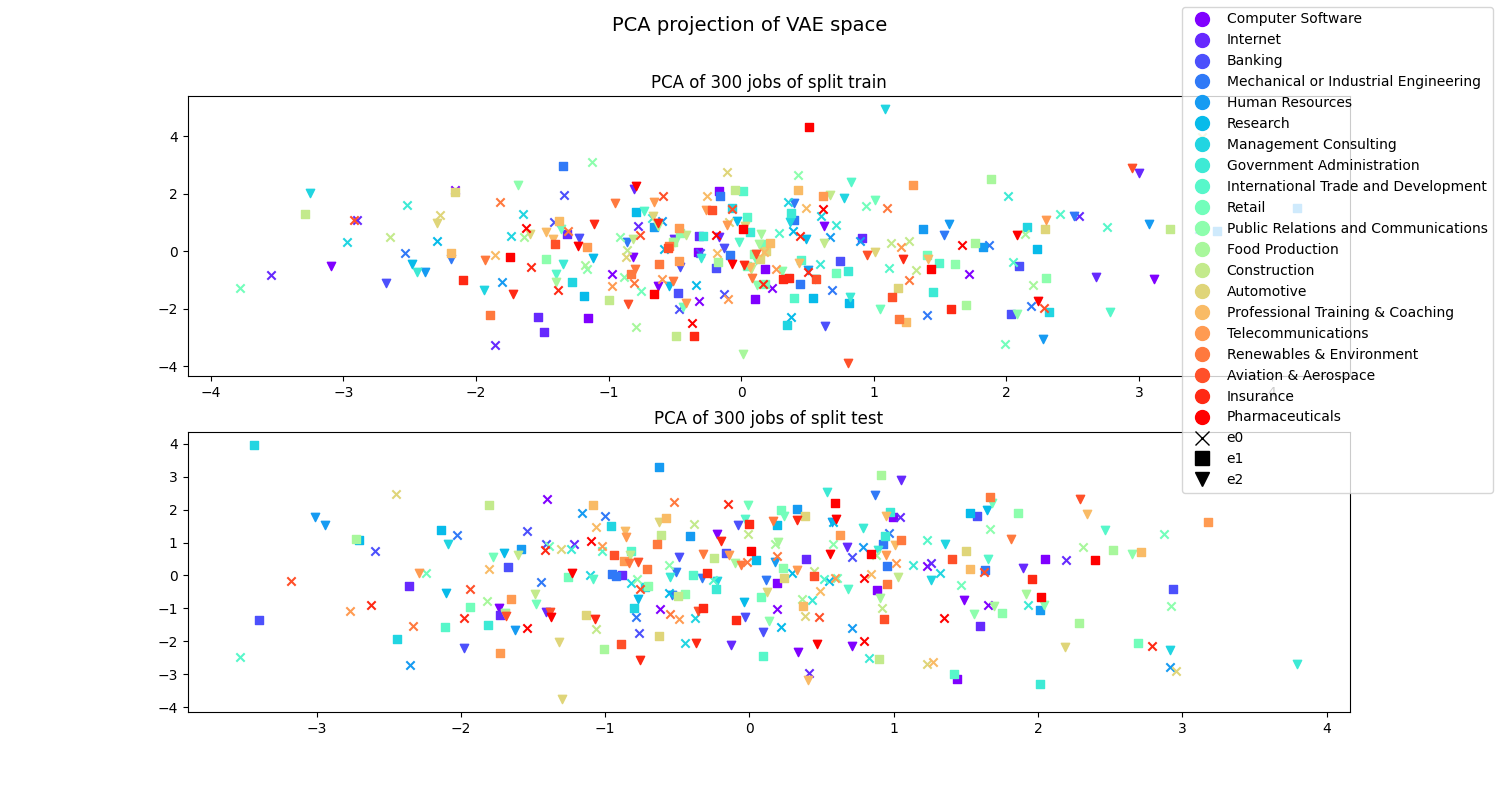 PCA projection of VAE space
PCA of 300 jobs of split train
4
2
0
−2
−4
−4
−3
−2
−1
0
1
2
3
4
PCA of 300 jobs of split test
4
3
2
1
0
−1
−2
−3
−4
−3
−2
−1
0
1
2
3
4
Computer Software
Internet
Banking
Mechanical or Industrial Engineering
Human Resources
Research
Management Consulting
Government Administration
International Trade and Development
Retail
Public Relations and Communications
Food Production
Construction
Automotive
Professional Training & Coaching
Telecommunications
Renewables & Environment
Aviation & Aerospace
Insurance
Pharmaceuticals
e0
e1
e2